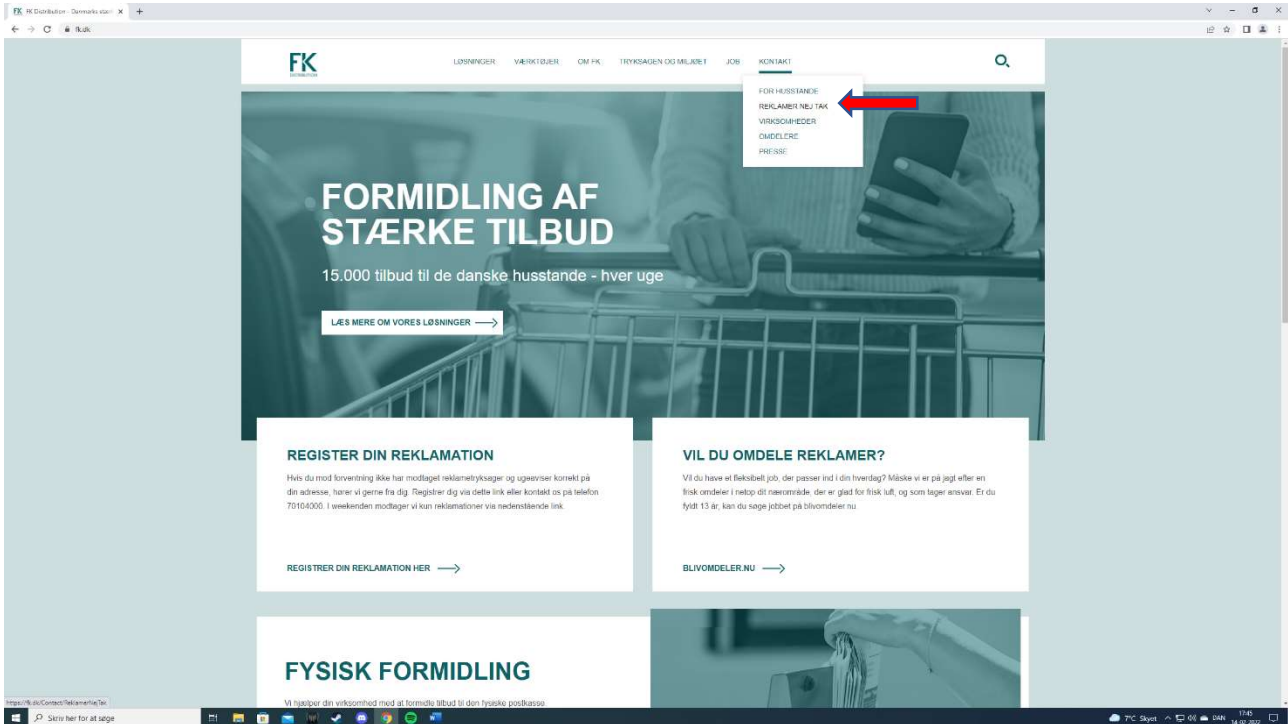 FK Distribution - Danmarks stær
fk.dk
FK
DISTRIBUTION
LØSNINGER VÆRKTØJER OM FK TRYKSAGEN OG MILJØET JOB KONTAKT
FOR HUSSTANDE
REKLAMER NEJ TAK
VIRKSOMHEDER
OMDELERE
PRESSE
FORMIDLING AF
STÆRKE TILBUD
15.000 tilbud til de danske husstande - hver uge
LÆS MERE OM VORES LØSNINGER
REGISTER DIN REKLAMATION
Hvis du mod forventning ikke har modtaget reklametryksager og ugeaviser korrekt på
din adresse, hører vi gerne fra dig. Registrer dig via dette link eller kontakt os på telefon
70104000. I weekenden modtager vi kun reklamationer via nedenstående link.
REGISTRER DIN REKLAMATION HER
VIL DU OMDELE REKLAMER?
Vil du have et fleksibelt job, der passer ind i din hverdag? Måske vi er på jagt efter en
frisk omdeler i netop dit nærområde, der er glad for frisk luft, og som tager ansvar. Er du
fyldt 13 år, kan du søge jobbet på blivomdeler.nu.
BLIVOMDELER.NU
FYSISK FORMIDLING
Vi hjælper din virksomhed med at formidle tilbud til den fysiske postkasse.
https://fk.dk/Contact/ReklamerNejTak
Skriv her for at søge
7°C Skyet
DAN
17:45
14-02-2022